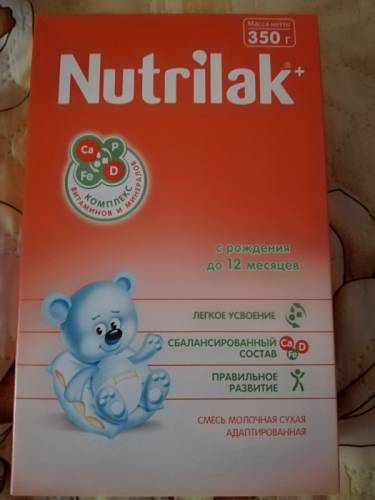 Масса нетто
350 г
Nutrilak®+
Ca P
Fe D
КОМПЛЕКС
ВИТАМИНОВ И МИНЕРАЛОВ
с рождения
до 12 месяцев
ЛЕГКОЕ УСВОЕНИЕ
СБАЛАНСИРОВАННЫЙ
СОСТАВ
Ca D
Fe
ПРАВИЛЬНОЕ
РАЗВИТИЕ
СМЕСЬ МОЛОЧНАЯ СУХАЯ
АДАПТИРОВАННАЯ